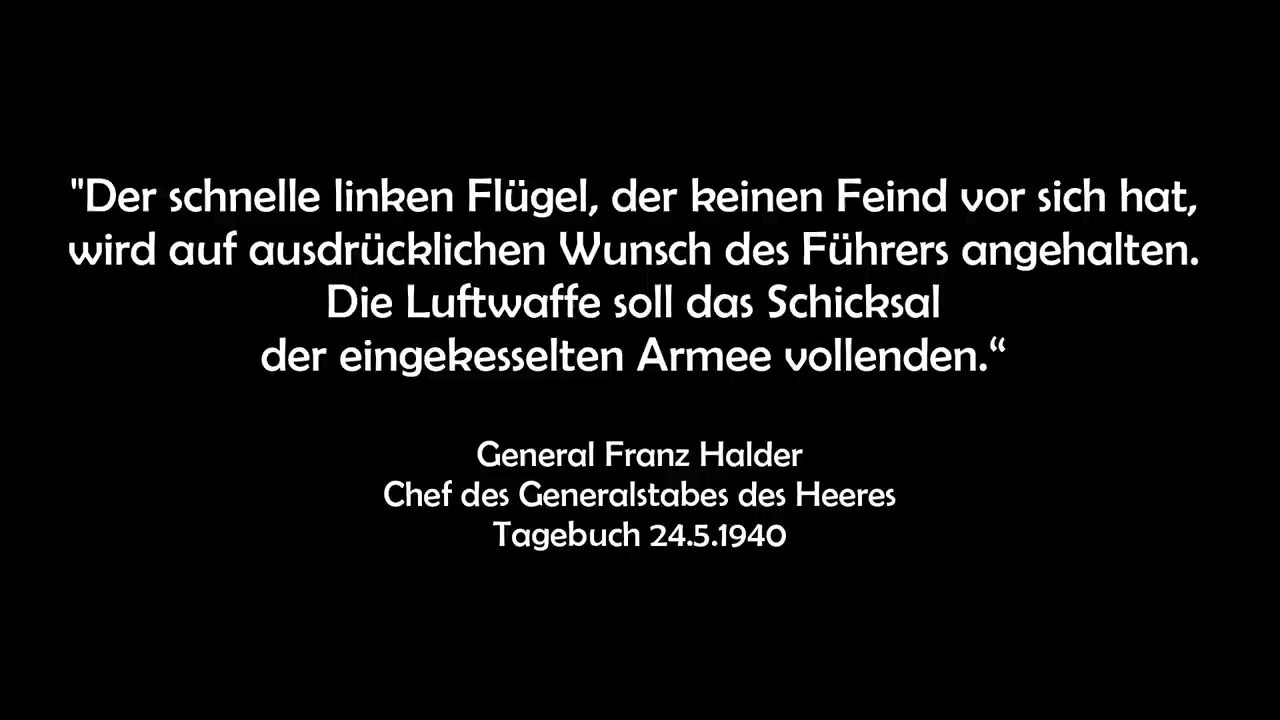 "Der schnelle linken Flügel, der keinen Feind vor sich hat,
wird auf ausdrücklichen Wunsch des Führers angehalten.
Die Luftwaffe soll das Schicksal
der eingekesselten Armee vollenden.“
General Franz Halder
Chef des Generalstabes des Heeres
Tagebuch 24.5.1940